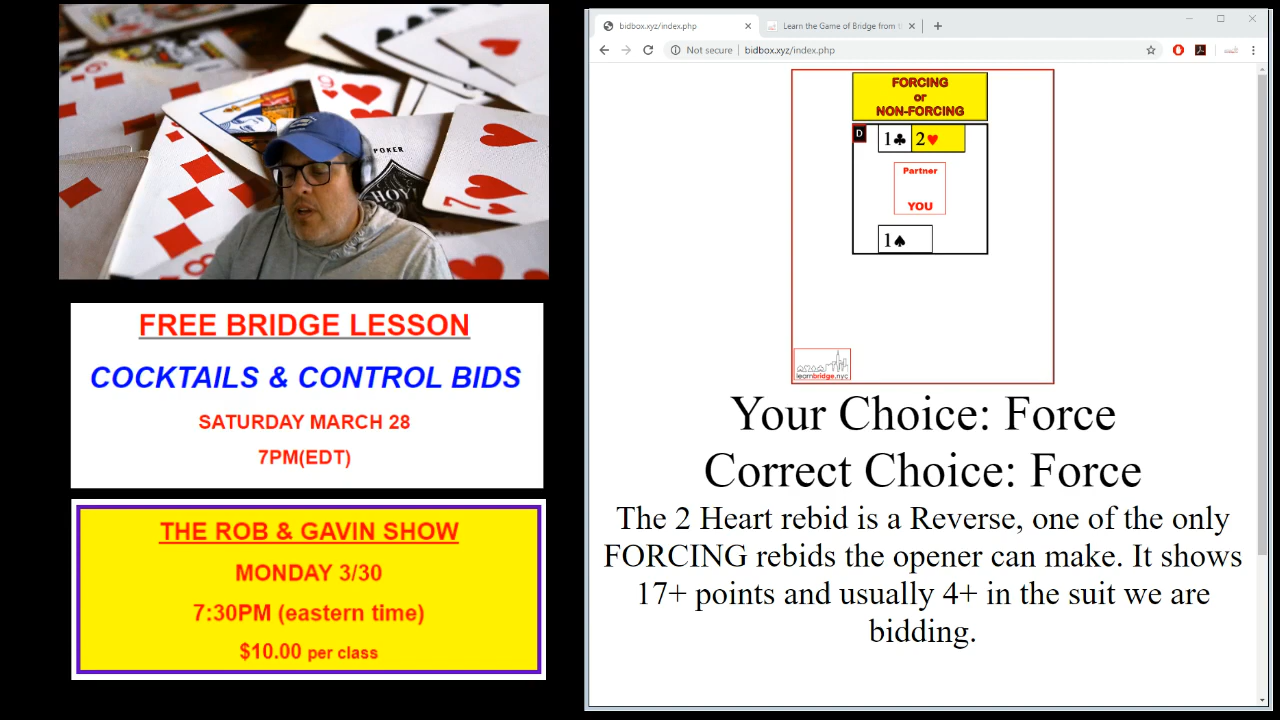 POKER
HOY
FREE BRIDGE LESSON
COCKTAILS & CONTROL BIDS
SATURDAY MARCH 28
7PM(EDT)
THE ROB & GAVIN SHOW
MONDAY 3/30
7:30PM (eastern time)
$10.00 per class
bidbox.xyz/index.php
Learn the Game of Bridge from t
Not secure | bidbox.xyz/index.php
FORCING
or
NON-FORCING
D
1♣ 2♥
Partner
YOU
1♠
learnbridge.nyc
Your Choice: Force
Correct Choice: Force
The 2 Heart rebid is a Reverse, one of the only
FORCING rebids the opener can make. It shows
17+ points and usually 4+ in the suit we are
bidding.